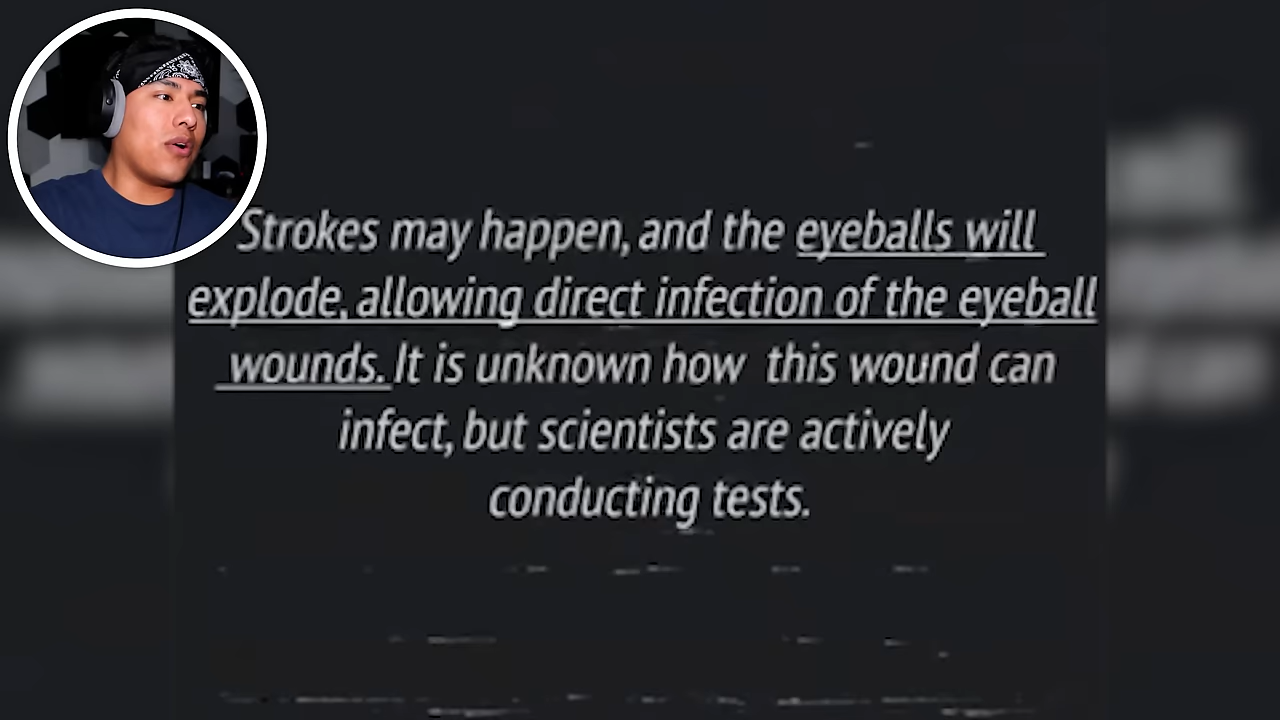 Strokes may happen, and the eyeballs will
explode, allowing direct infection of the eyeball
wounds. It is unknown how this wound can
infect, but scientists are actively
conducting tests.